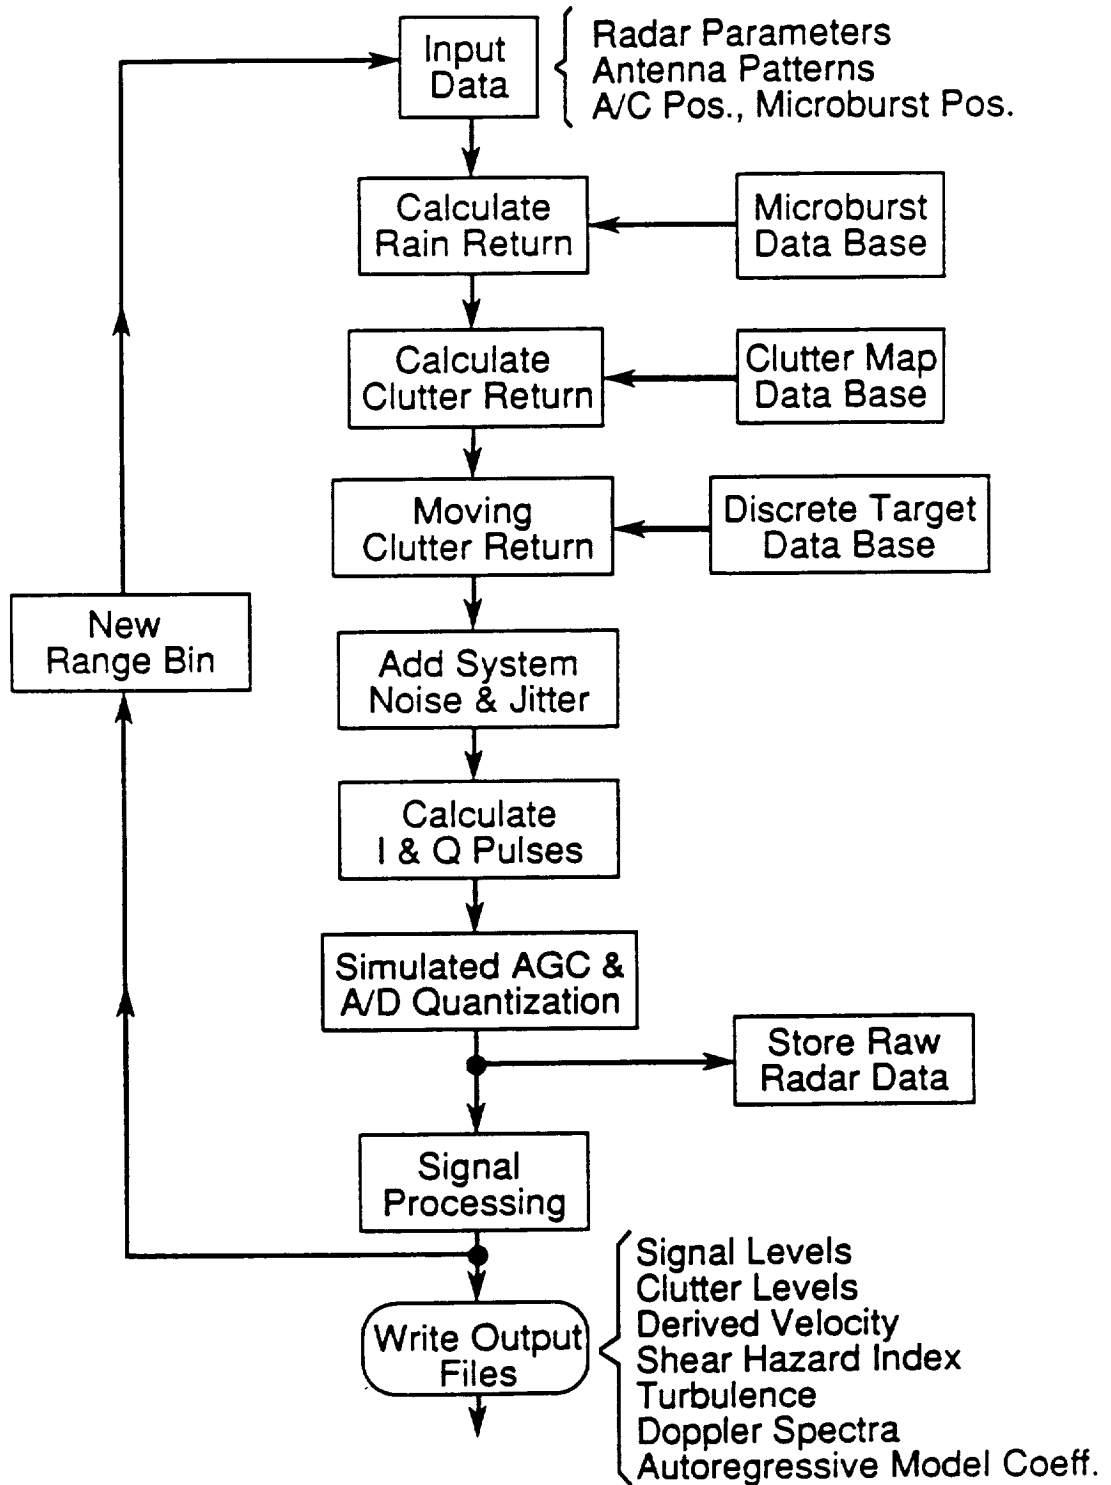 Input
Data
Radar Parameters
Antenna Patterns
A/C Pos., Microburst Pos.
Calculate
Rain Return
Microburst
Data Base
Calculate
Clutter Return
Clutter Map
Data Base
Moving
Clutter Return
Discrete Target
Data Base
New
Range Bin
Add System
Noise & Jitter
Calculate
I & Q Pulses
Simulated AGC &
A/D Quantization
Store Raw
Radar Data
Signal
Processing
Write Output
Files
Signal Levels
Clutter Levels
Derived Velocity
Shear Hazard Index
Turbulence
Doppler Spectra
Autoregressive Model Coeff.